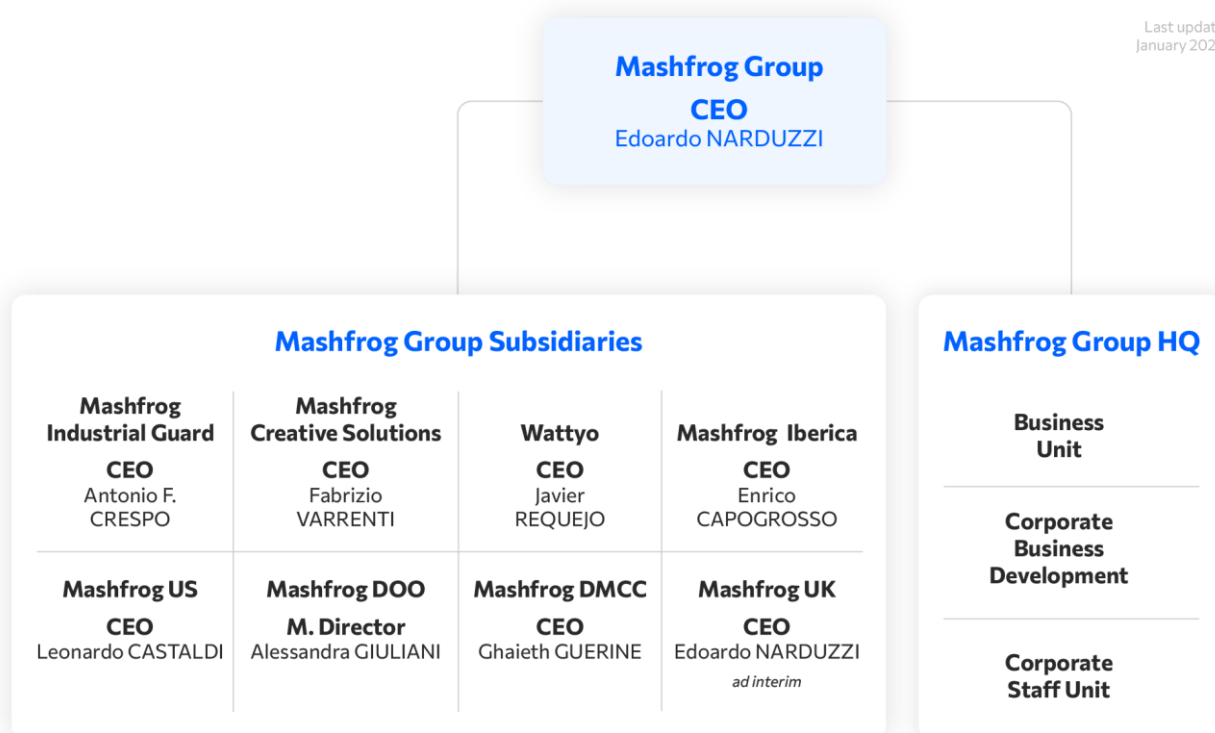 Last updat
January 202
Mashfrog Group
CEO
Edoardo NARDUZZI
Mashfrog Group Subsidiaries
Mashfrog
Industrial Guard
CEO
Antonio F.
CRESPO
Mashfrog
Creative Solutions
CEO
Fabrizio
VARRENTI
Wattyo
CEO
Javier
REQUEJO
Mashfrog Iberica
CEO
Enrico
CAPOGROSSO
Mashfrog US
CEO
Leonardo CASTALDI
Mashfrog DOO
M. Director
Alessandra GIULIANI
Mashfrog DMCC
CEO
Ghaieth GUERINE
Mashfrog UK
CEO
Edoardo NARDUZZI
ad interim
Mashfrog Group HQ
Business
Unit
Corporate
Business
Development
Corporate
Staff Unit